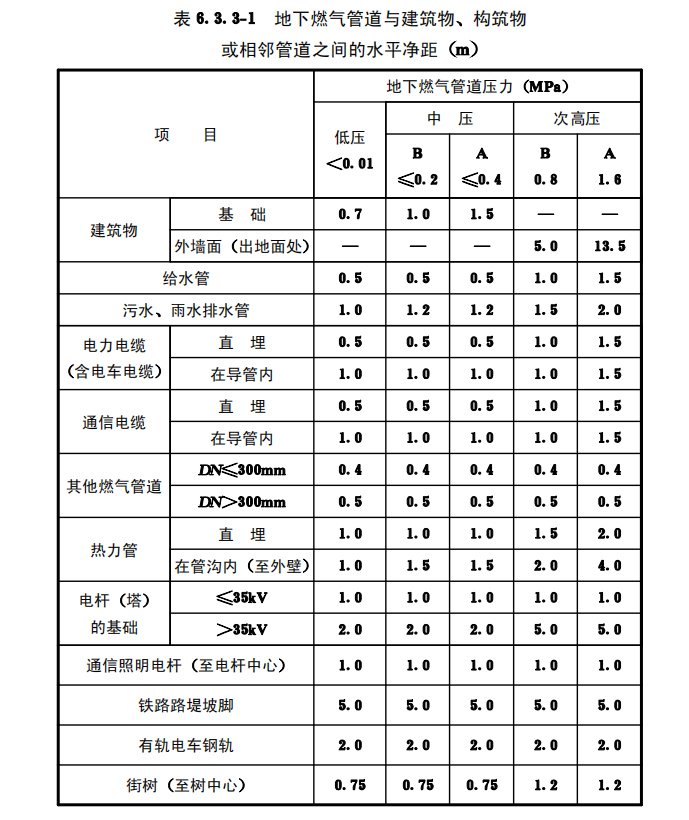 表 6.3.3-1 地下燃气管道与建筑物、构筑物
或相邻管道之间的水平净距(m)
项 目 地下燃气管道压力(MPa)
低压 <0.01 中 压 次高压
B ≤0.2 A ≤0.4 B 0.8 A 1.6
建筑物 基 础 0.7 1.0 1.5 — —
外墙面(出地面处) — — — 5.0 13.5
给水管 0.5 0.5 0.5 1.0 1.5
污水、雨水排水管 1.0 1.2 1.2 1.5 2.0
电力电缆(含电车电缆) 直 埋 0.5 0.5 0.5 1.0 1.5
在导管内 1.0 1.0 1.0 1.0 1.5
通信电缆 直 埋 0.5 0.5 0.5 1.0 1.5
在导管内 1.0 1.0 1.0 1.0 1.5
其他燃气管道 DN≤300mm 0.4 0.4 0.4 0.4 0.4
DN>300mm 0.5 0.5 0.5 0.5 0.5
热力管 直 埋 1.0 1.0 1.0 1.5 2.0
在管沟内(至外壁) 1.0 1.5 1.5 2.0 4.0
电杆(塔)的基础 ≤35kV 1.0 1.0 1.0 1.0 1.0
>35kV 2.0 2.0 2.0 5.0 5.0
通信照明电杆(至电杆中心) 1.0 1.0 1.0 1.0 1.0
铁路路堤坡脚 5.0 5.0 5.0 5.0 5.0
有轨电车钢轨 2.0 2.0 2.0 2.0 2.0
街树(至树中心) 0.75 0.75 0.75 1.2 1.2